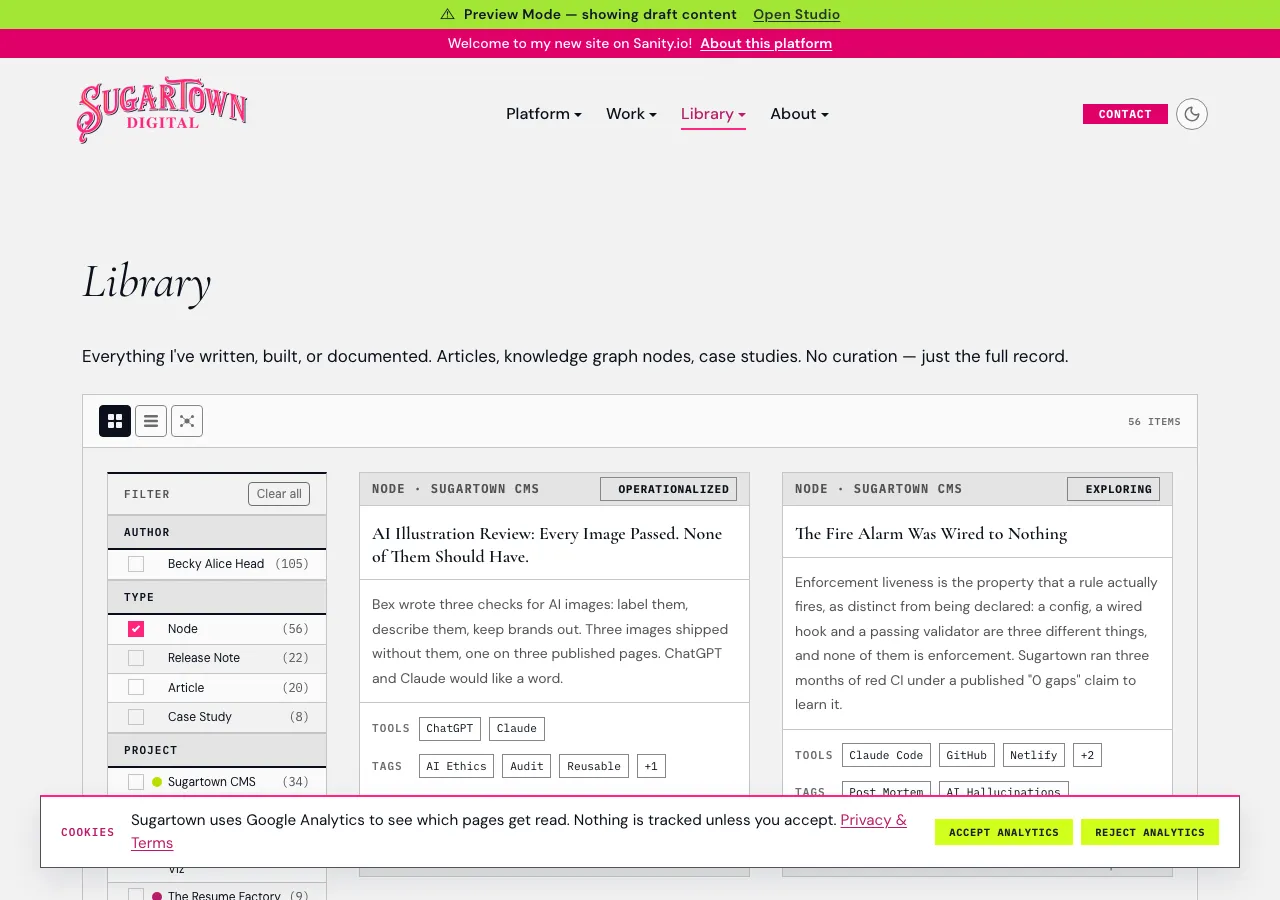 ⚠ Preview Mode — showing draft content Open Studio
Welcome to my new site on Sanity.io! About this platform
SUGARTOWN
DIGITAL
Platform Work Library About
CONTACT
Library
Everything I've written, built, or documented. Articles, knowledge graph nodes, case studies. No curation — just the full record.
56 ITEMS
FILTER Clear all
AUTHOR
Becky Alice Head (105)
TYPE
Node (56)
Release Note (22)
Article (20)
Case Study (8)
PROJECT
Sugartown CMS (34)
Viz
The Resume Factory (9)
NODE · SUGARTOWN CMS OPERATIONALIZED
AI Illustration Review: Every Image Passed. None
of Them Should Have.
Bex wrote three checks for AI images: label them,
describe them, keep brands out. Three images shipped
without them, one on three published pages. ChatGPT
and Claude would like a word.
TOOLS ChatGPT Claude
TAGS AI Ethics Audit Reusable +1
NODE · SUGARTOWN CMS EXPLORING
The Fire Alarm Was Wired to Nothing
Enforcement liveness is the property that a rule actually
fires, as distinct from being declared: a config, a wired
hook and a passing validator are three different things,
and none of them is enforcement. Sugartown ran three
months of red CI under a published "0 gaps" claim to
learn it.
TOOLS Claude Code GitHub Netlify +2
TAGS Post Mortem AI Hallucinations
COOKIES
Sugartown uses Google Analytics to see which pages get read. Nothing is tracked unless you accept. Privacy &
Terms
ACCEPT ANALYTICS REJECT ANALYTICS